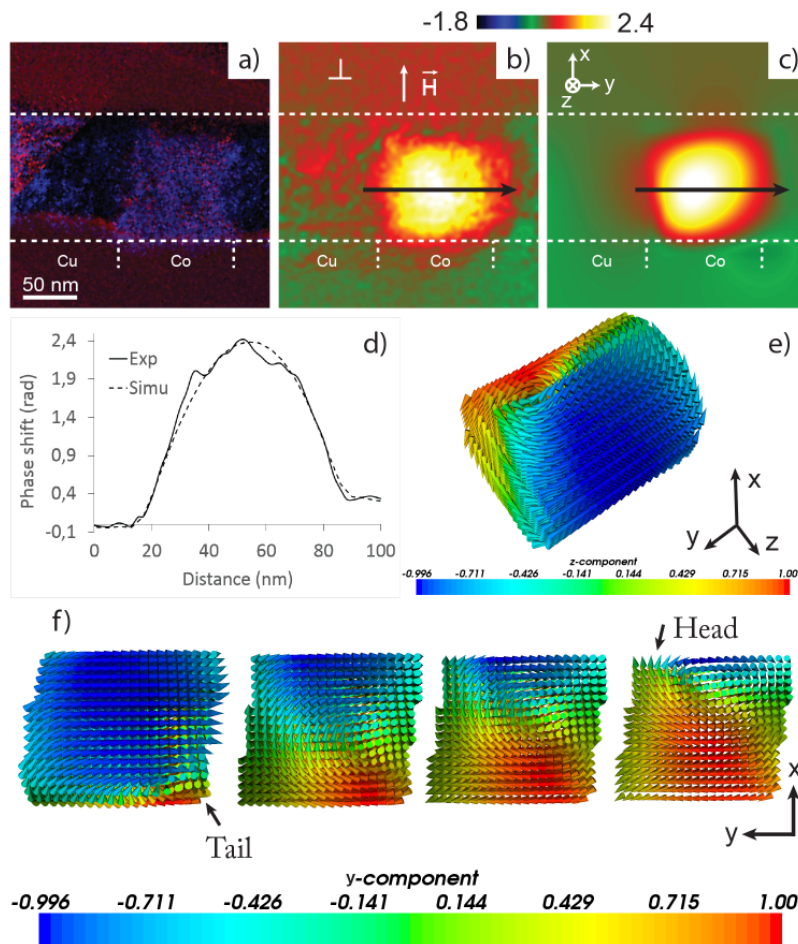 -1.8 2.4
a) b) c)
⊥ H x y z
Cu Co Cu Co Cu Co
50 nm
d) e)
2,4
1,9
1,4
0,9
0,4
-0,1
Phase shift (rad)
Exp
Simu
0 20 40 60 80 100
Distance (nm)
x
y z
z-component
-0.996 -0.711 -0.426 -0.141 0.144 0.429 0.715 1.00
f)
Head
Tail
x
y
y-component
-0.996 -0.711 -0.426 -0.141 0.144 0.429 0.715 1.00